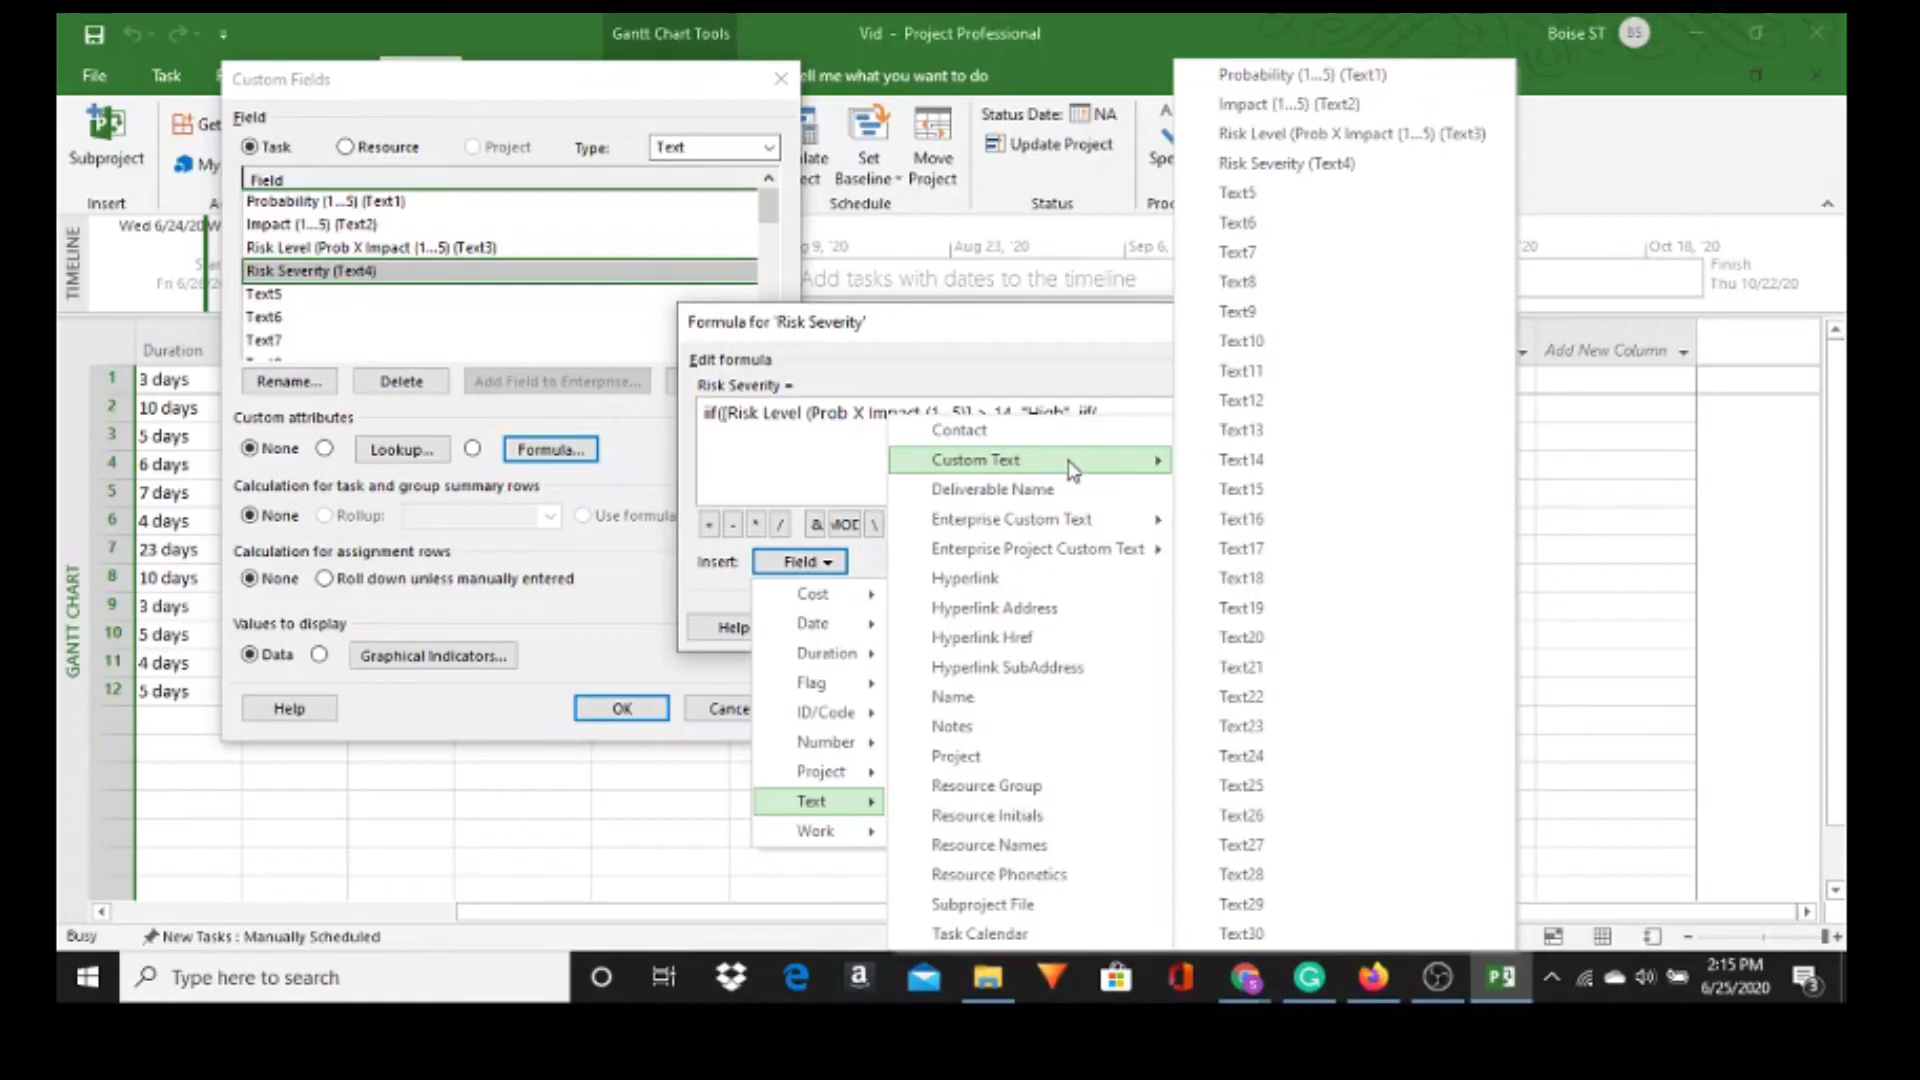 Gantt Chart Tools
Vid - Project Professional
Boise ST
BS
File
Task
ell me what you want to do
Subproject
Insert
Get
My
Status Date:
NA
Update Project
Set
Baseline
Move
Project
Schedule
Status
Custom Fields
Field
Task
Resource
Project
Type:
Text
Field
Probability (1...5) (Text1)
Impact (1...5) (Text2)
Risk Level (Prob X Impact (1...5) (Text3)
Risk Severity (Text4)
Text5
Text6
Text7
Rename...
Delete
Add Field to Enterprise...
Custom attributes
None
Lookup...
Formula...
Calculation for task and group summary rows
None
Rollup:
Use formula
Calculation for assignment rows
None
Roll down unless manually entered
Values to display
Data
Graphical Indicators...
Help
OK
Cance
TIMELINE
Wed 6/24/20
p 9, '20
Aug 23, '20
Sep 6,
'20
Oct 18, '20
Add tasks with dates to the timeline
Finish
Thu 10/22/20
GANTT CHART
Duration
Add New Column
1 3 days
2 10 days
3 5 days
4 6 days
5 7 days
6 4 days
7 23 days
8 10 days
9 3 days
10 5 days
11 4 days
12 5 days
Formula for 'Risk Severity'
Edit formula
Risk Severity =
iif([Risk Level (Prob X Impact (1...5)] > 14, "High", iif(
+ - * / & MOD \
Insert:
Field
Help
Cost
Date
Duration
Flag
ID/Code
Number
Project
Text
Work
Contact
Custom Text
Deliverable Name
Enterprise Custom Text
Enterprise Project Custom Text
Hyperlink
Hyperlink Address
Hyperlink Href
Hyperlink SubAddress
Name
Notes
Project
Resource Group
Resource Initials
Resource Names
Resource Phonetics
Subproject File
Task Calendar
Probability (1...5) (Text1)
Impact (1...5) (Text2)
Risk Level (Prob X Impact (1...5) (Text3)
Risk Severity (Text4)
Text5
Text6
Text7
Text8
Text9
Text10
Text11
Text12
Text13
Text14
Text15
Text16
Text17
Text18
Text19
Text20
Text21
Text22
Text23
Text24
Text25
Text26
Text27
Text28
Text29
Text30
Busy
New Tasks : Manually Scheduled
Type here to search
2:15 PM
6/25/2020
3